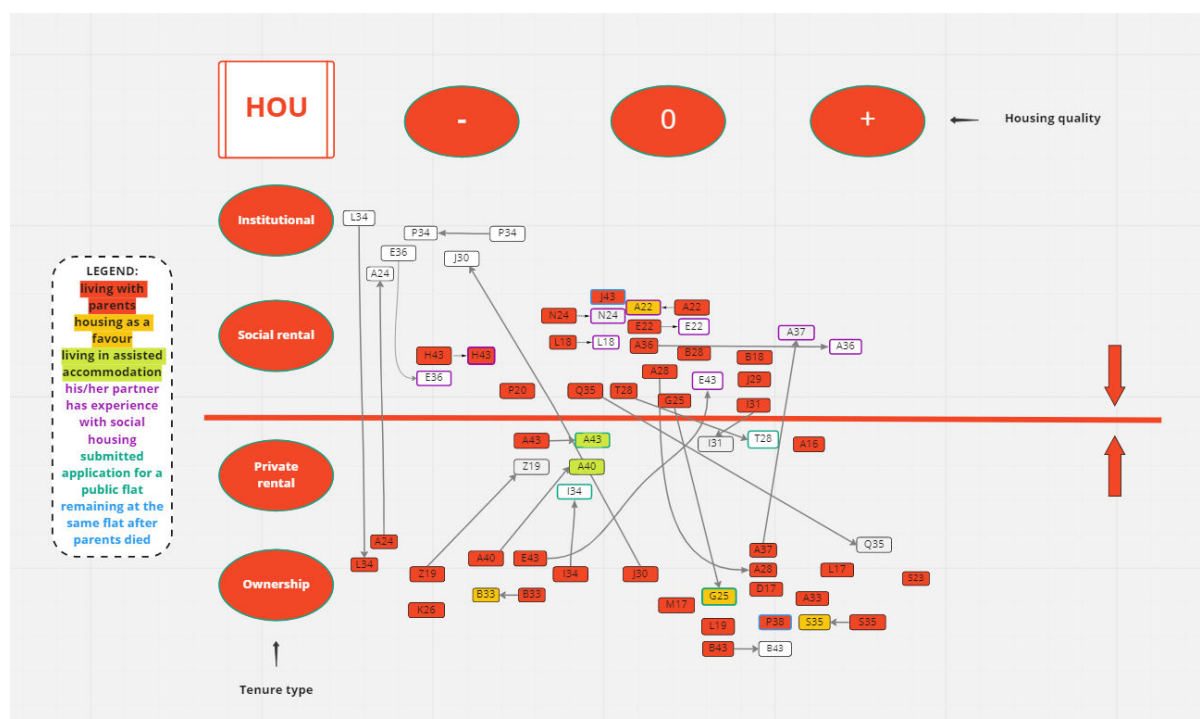 HOU
-
0
+
Housing quality
Institutional
L34
P34
P34
E36
J30
A24
LEGEND:
living with
parents
housing as a
favour
living in assisted
accommodation
his/her partner
has experience
with social
housing
submitted
application for a
public flat
remaining at the
same flat after
parents died
Social rental
J43
N24
N24
A22
A22
E22
E22
A37
L18
L18
A36
A36
B28
B18
H43
H43
E36
A28
E43
J29
P20
Q35
T28
G25
I31
Private
rental
A43
A43
I31
T28
A16
Z19
A40
I34
Ownership
A24
L34
Z19
A40
E43
I34
J30
A37
A28
Q35
L17
S23
K26
B33
B33
M17
G25
D17
A33
L19
P38
S35
S35
B43
B43
Tenure type